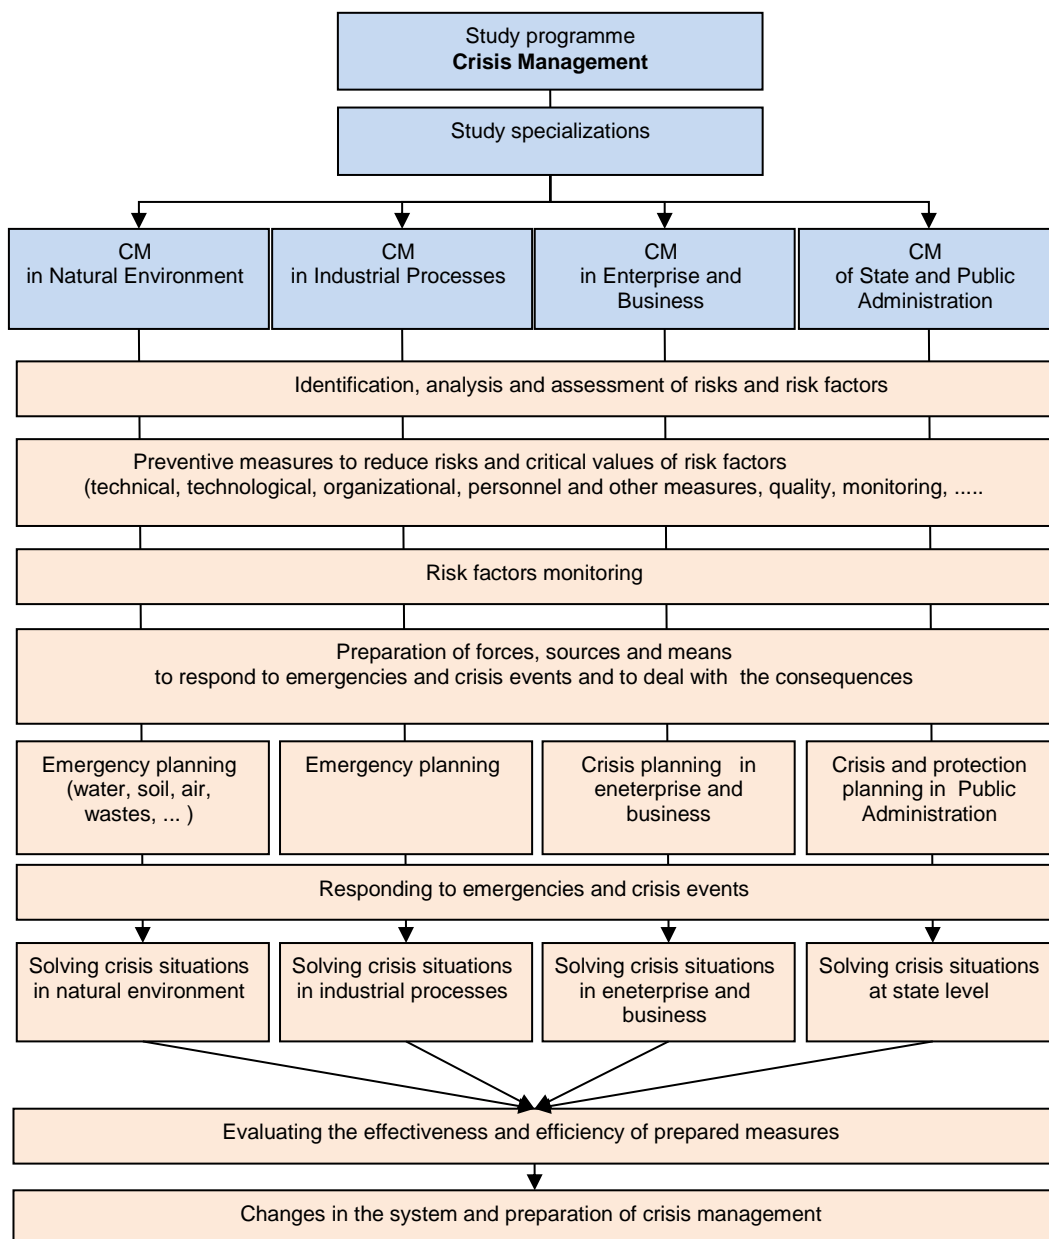 Study programme
Crisis Management
Study specializations
CM
in Natural Environment
CM
in Industrial Processes
CM
in Enterprise and
Business
CM
of State and Public
Administration
Identification, analysis and assessment of risks and risk factors
Preventive measures to reduce risks and critical values of risk factors
(technical, technological, organizational, personnel and other measures, quality, monitoring, .....
Risk factors monitoring
Preparation of forces, sources and means
to respond to emergencies and crisis events and to deal with the consequences
Emergency planning
(water, soil, air,
wastes, ... )
Emergency planning
Crisis planning in
eneterprise and
business
Crisis and protection
planning in Public
Administration
Responding to emergencies and crisis events
Solving crisis situations
in natural environment
Solving crisis situations
in industrial processes
Solving crisis situations
in eneterprise and
business
Solving crisis situations
at state level
Evaluating the effectiveness and efficiency of prepared measures
Changes in the system and preparation of crisis management